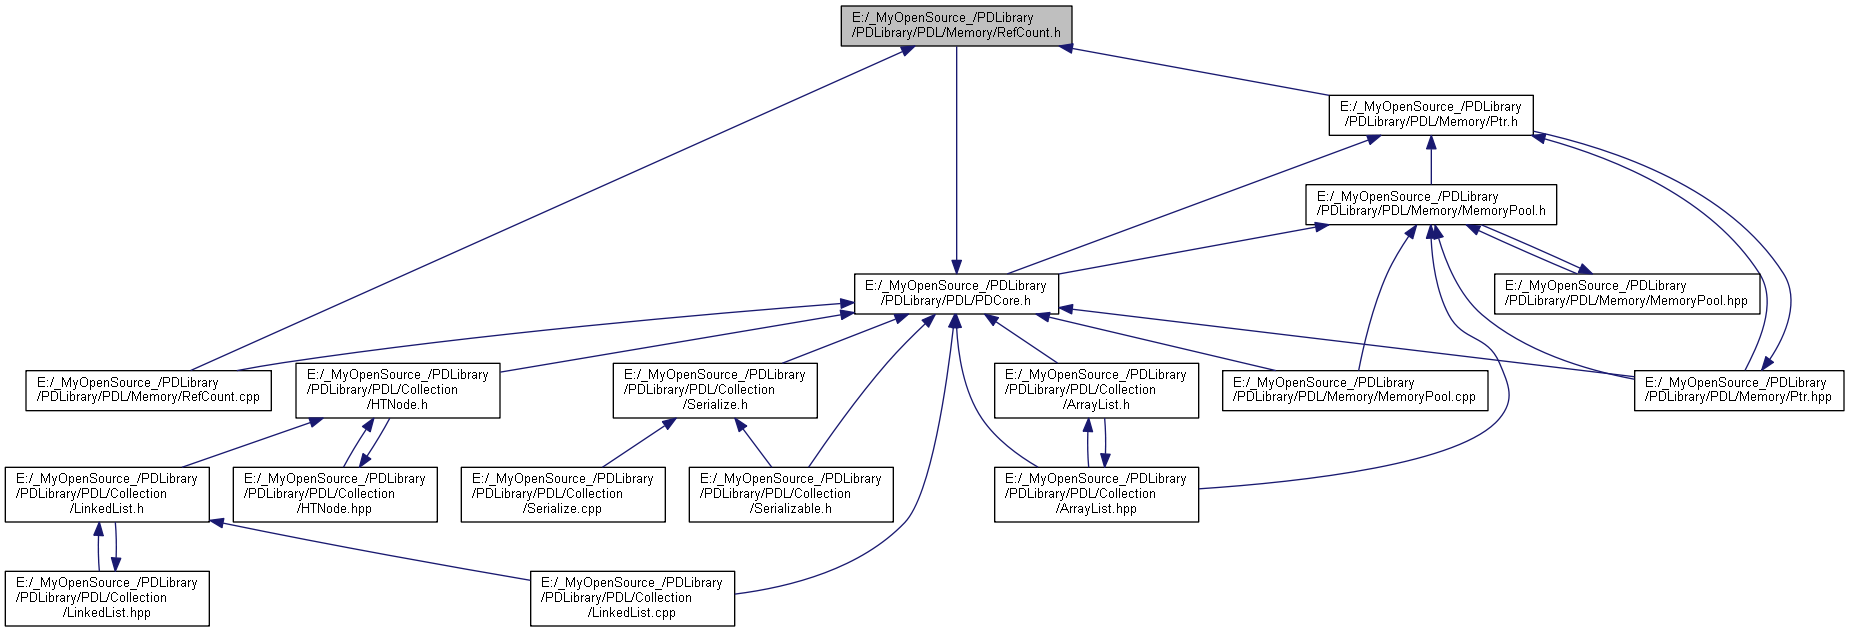 E:/_MyOpenSource_/PDLibrary
/PDLibrary/PDL/Memory/RefCount.h
E:/_MyOpenSource_/PDLibrary
/PDLibrary/PDL/Memory/Ptr.h
E:/_MyOpenSource_/PDLibrary
/PDLibrary/PDL/Memory/MemoryPool.h
E:/_MyOpenSource_/PDLibrary
/PDLibrary/PDL/PDCore.h
E:/_MyOpenSource_/PDLibrary
/PDLibrary/PDL/Memory/MemoryPool.hpp
E:/_MyOpenSource_/PDLibrary
/PDLibrary/PDL/Memory/RefCount.cpp
E:/_MyOpenSource_/PDLibrary
/PDLibrary/PDL/Collection
/HTNode.h
E:/_MyOpenSource_/PDLibrary
/PDLibrary/PDL/Collection
/Serialize.h
E:/_MyOpenSource_/PDLibrary
/PDLibrary/PDL/Collection
/ArrayList.h
E:/_MyOpenSource_/PDLibrary
/PDLibrary/PDL/Memory/MemoryPool.cpp
E:/_MyOpenSource_/PDLibrary
/PDLibrary/PDL/Memory/Ptr.hpp
E:/_MyOpenSource_/PDLibrary
/PDLibrary/PDL/Collection
/LinkedList.h
E:/_MyOpenSource_/PDLibrary
/PDLibrary/PDL/Collection
/HTNode.hpp
E:/_MyOpenSource_/PDLibrary
/PDLibrary/PDL/Collection
/Serialize.cpp
E:/_MyOpenSource_/PDLibrary
/PDLibrary/PDL/Collection
/Serializable.h
E:/_MyOpenSource_/PDLibrary
/PDLibrary/PDL/Collection
/ArrayList.hpp
E:/_MyOpenSource_/PDLibrary
/PDLibrary/PDL/Collection
/LinkedList.hpp
E:/_MyOpenSource_/PDLibrary
/PDLibrary/PDL/Collection
/LinkedList.cpp